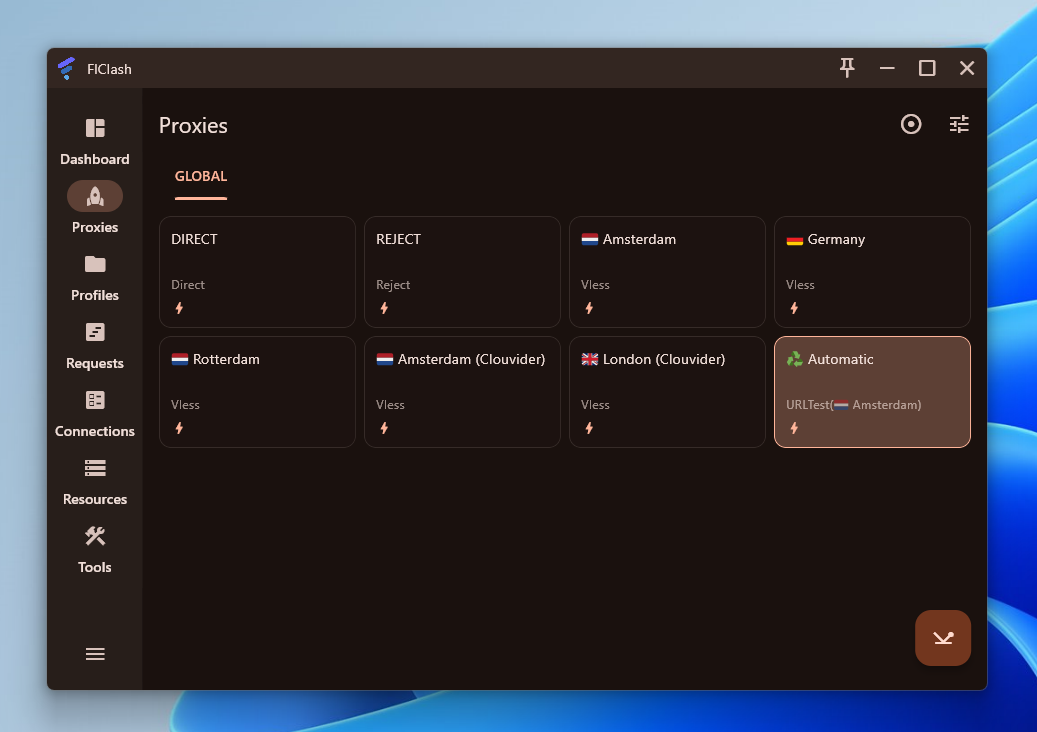 FlClash
Dashboard
Proxies
Profiles
Requests
Connections
Resources
Tools
Proxies
GLOBAL
DIRECT
Direct
REJECT
Reject
Amsterdam
Vless
Germany
Vless
Rotterdam
Vless
Amsterdam (Clouvider)
Vless
London (Clouvider)
Vless
Automatic
URLTest(🇳🇱 Amsterdam)